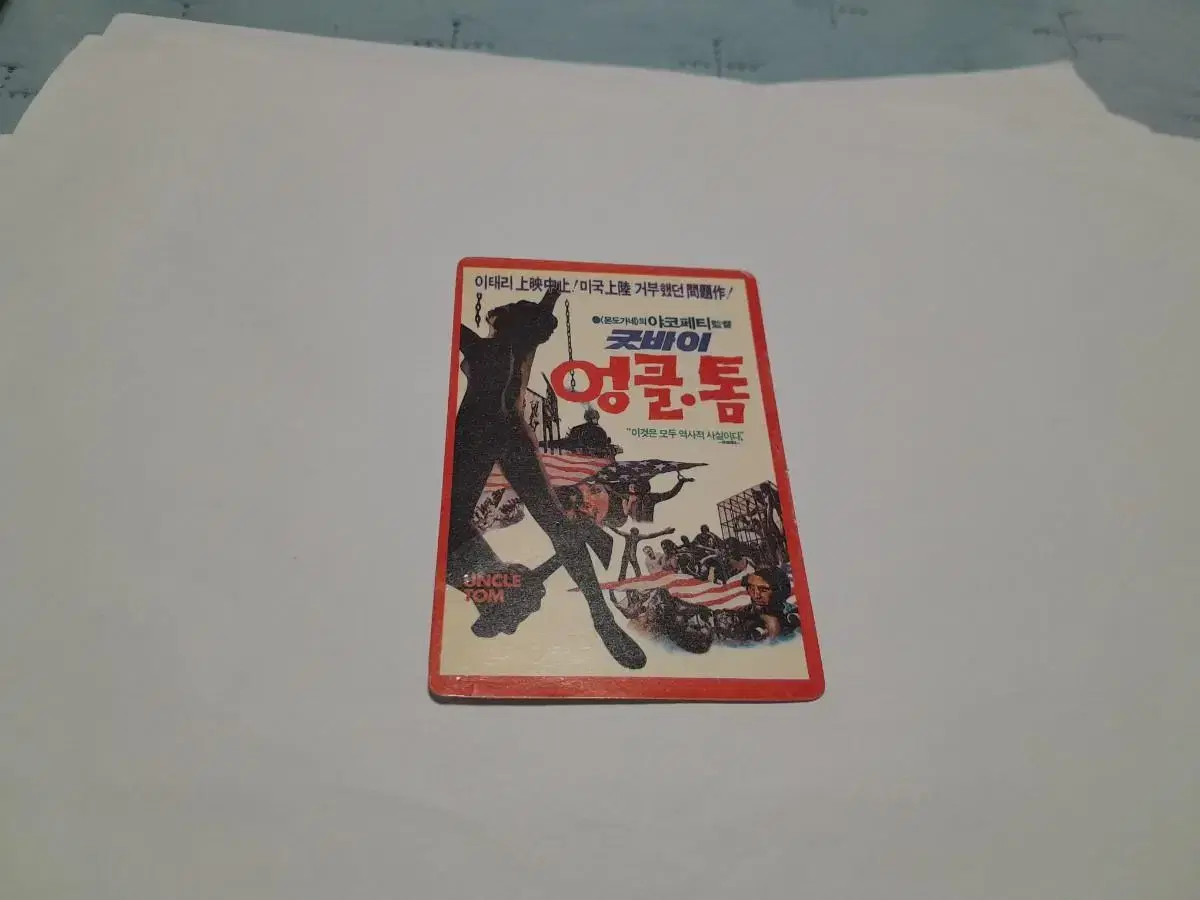 이태리 上映中止! 미국上陸 거부했던 問題作!
●〈몬도가네〉의 야코페티監督
굿바이
엉클·톰
"이것은 모두 역사적 사실이다."
UNCLE
TOM